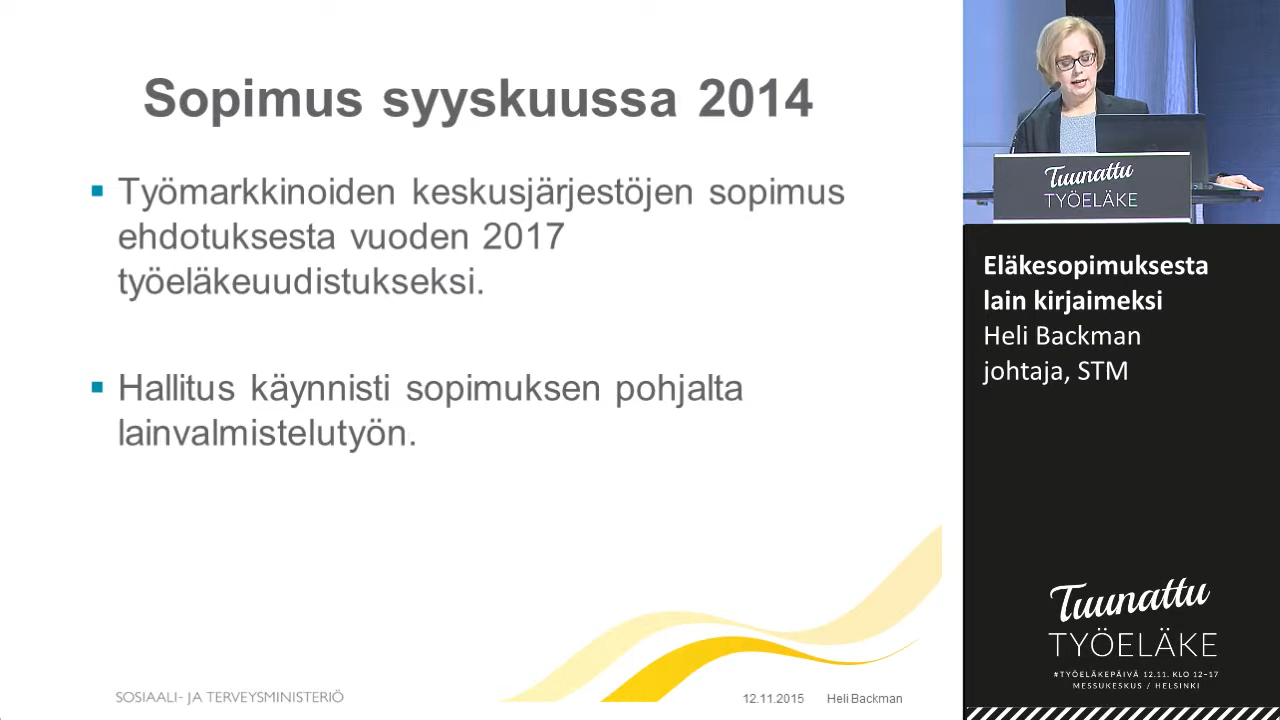 Sopimus syyskuussa 2014
Työmarkkinoiden keskusjärjestöjen sopimus
ehdotuksesta vuoden 2017
työeläkeuudistukseksi.
Hallitus käynnisti sopimuksen pohjalta
lainvalmistelutyön.
SOSIAALI- JA TERVEYSMINISTERIÖ
12.11.2015
Heli Backman
Tuunattu
TYÖELÄKE
Eläkesopimuksesta
lain kirjaimeksi
Heli Backman
johtaja, STM
Tuunattu
TYÖELÄKE
#TYÖELÄKEPÄIVÄ 12.11. KLO 12–17
MESSUKESKUS / HELSINKI